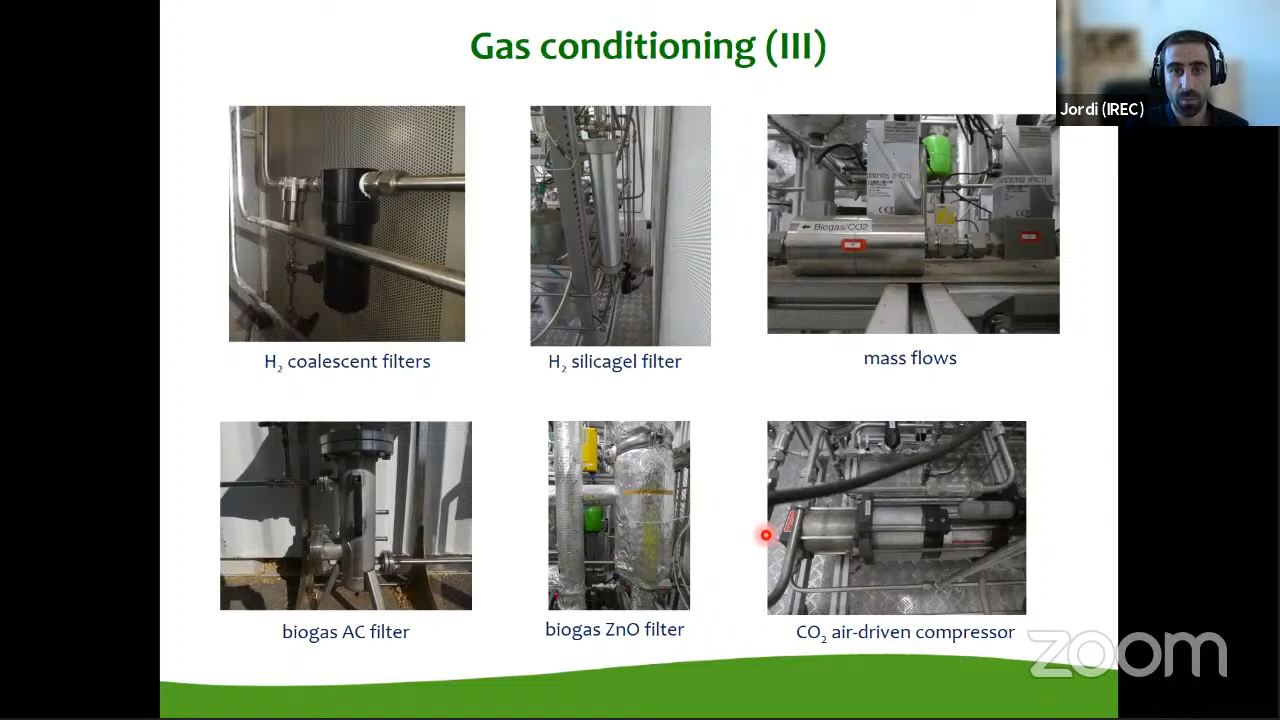 Gas conditioning (III)
Jordi (IREC)
Biogas/CO2
H₂ coalescent filters
H₂ silicagel filter
mass flows
biogas AC filter
biogas ZnO filter
CO₂ air-driven compressor
zoom